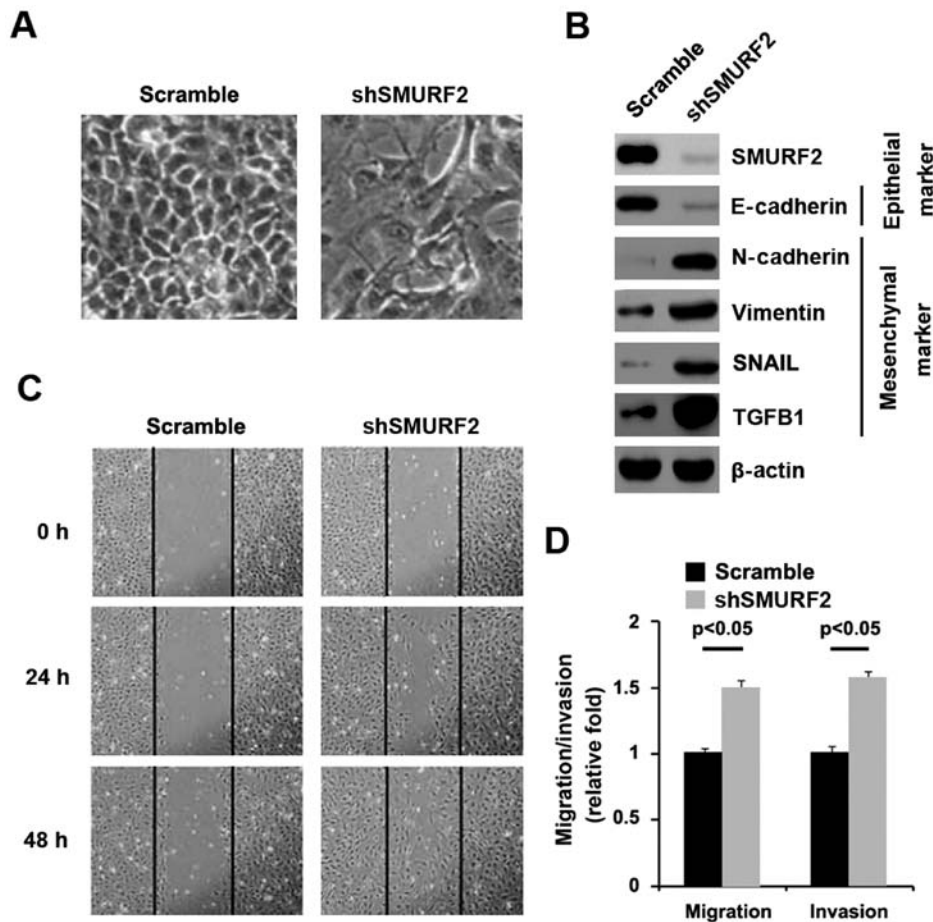 A
Scramble
shSMURF2
B
Scramble
shSMURF2
SMURF2
E-cadherin
N-cadherin
Vimentin
SNAIL
TGFB1
β-actin
Epithelial
marker
Mesenchymal
marker
C
Scramble
shSMURF2
0 h
24 h
48 h
D
Scramble
shSMURF2
p<0.05
p<0.05
Migration/invasion
(relative fold)
2
1.5
1
0.5
0
Migration
Invasion